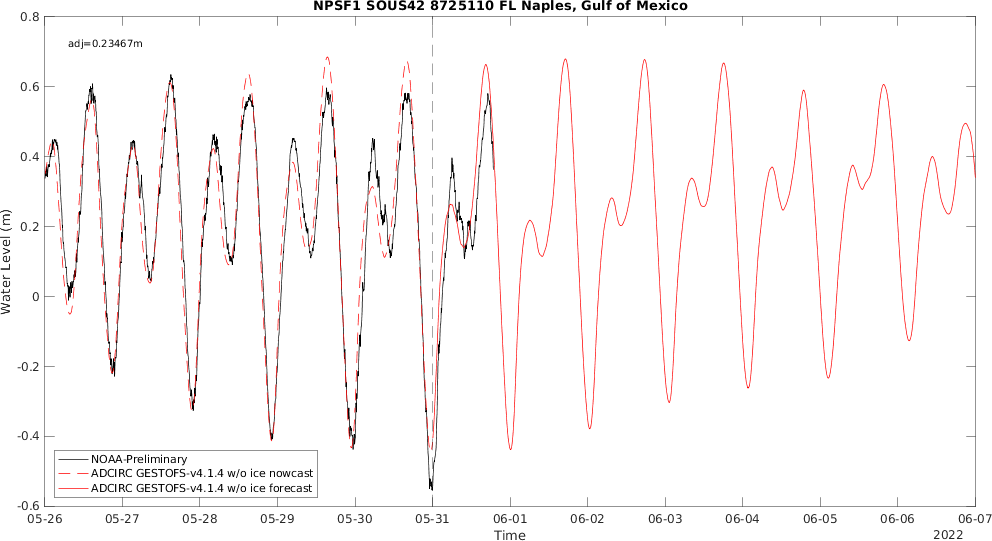 NPSF1 SOUS42 8725110 FL Naples, Gulf of Mexico
adj=0.23467m
Water Level (m)
0.8
0.6
0.4
0.2
0
-0.2
-0.4
-0.6
NOAA-Preliminary
ADCIRC GESTOFS-v4.1.4 w/o ice nowcast
ADCIRC GESTOFS-v4.1.4 w/o ice forecast
05-26 05-27 05-28 05-29 05-30 05-31 06-01 06-02 06-03 06-04 06-05 06-06 06-07
Time
2022